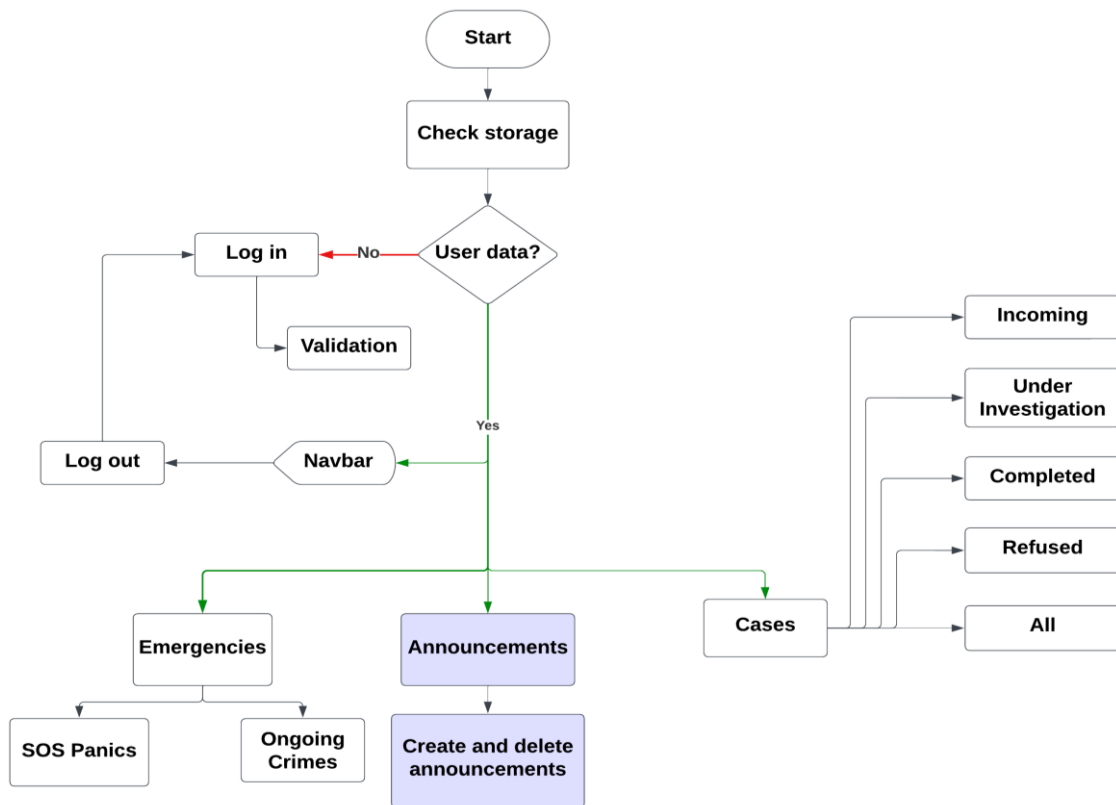 Start
Check storage
User data?
No
Log in
Validation
Yes
Navbar
Log out
Incoming
Under
Investigation
Completed
Refused
All
Cases
Emergencies
Announcements
SOS Panics
Ongoing
Crimes
Create and delete
announcements